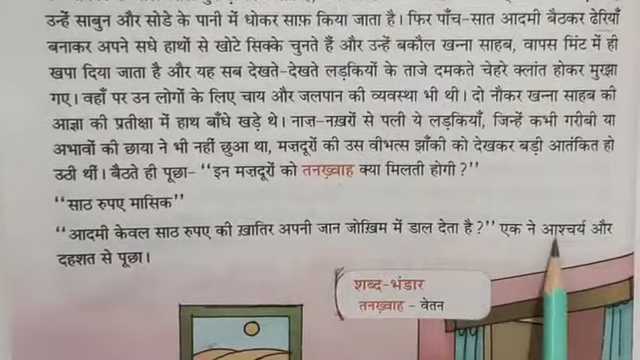 उन्हें साबुन और सोडे के पानी में धोकर साफ़ किया जाता है। फिर पाँच-सात आदमी बैठकर ढेरियाँ
बनाकर अपने सधे हाथों से खोटे सिक्के चुनते हैं और उन्हें बकौल खन्ना साहब, वापस मिंट में ही
खपा दिया जाता है और यह सब देखते-देखते लड़कियों के ताजे दमकते चेहरे क्लांत होकर मुरझा
गए। वहाँ पर उन लोगों के लिए चाय और जलपान की व्यवस्था भी थी। दो नौकर खन्ना साहब की
आज्ञा की प्रतीक्षा में हाथ बाँधे खड़े थे। नाज़-नख़रों से पली ये लड़कियाँ, जिन्हें कभी गरीबी या
अभावों की छाया ने भी नहीं छुआ था, मज़दूरों की उस वीभत्स झाँकी को देखकर बड़ी आतंकित हो
उठी थीं। बैठते ही पूछा- “इन मज़दूरों को तनख़्वाह क्या मिलती होगी?”
“साठ रुपए मासिक”
“आदमी केवल साठ रुपए की ख़ातिर अपनी जान जोख़िम में डाल देता है?” एक ने आश्चर्य और
दहशत से पूछा।
शब्द-भंडार
तनख़्वाह - वेतन